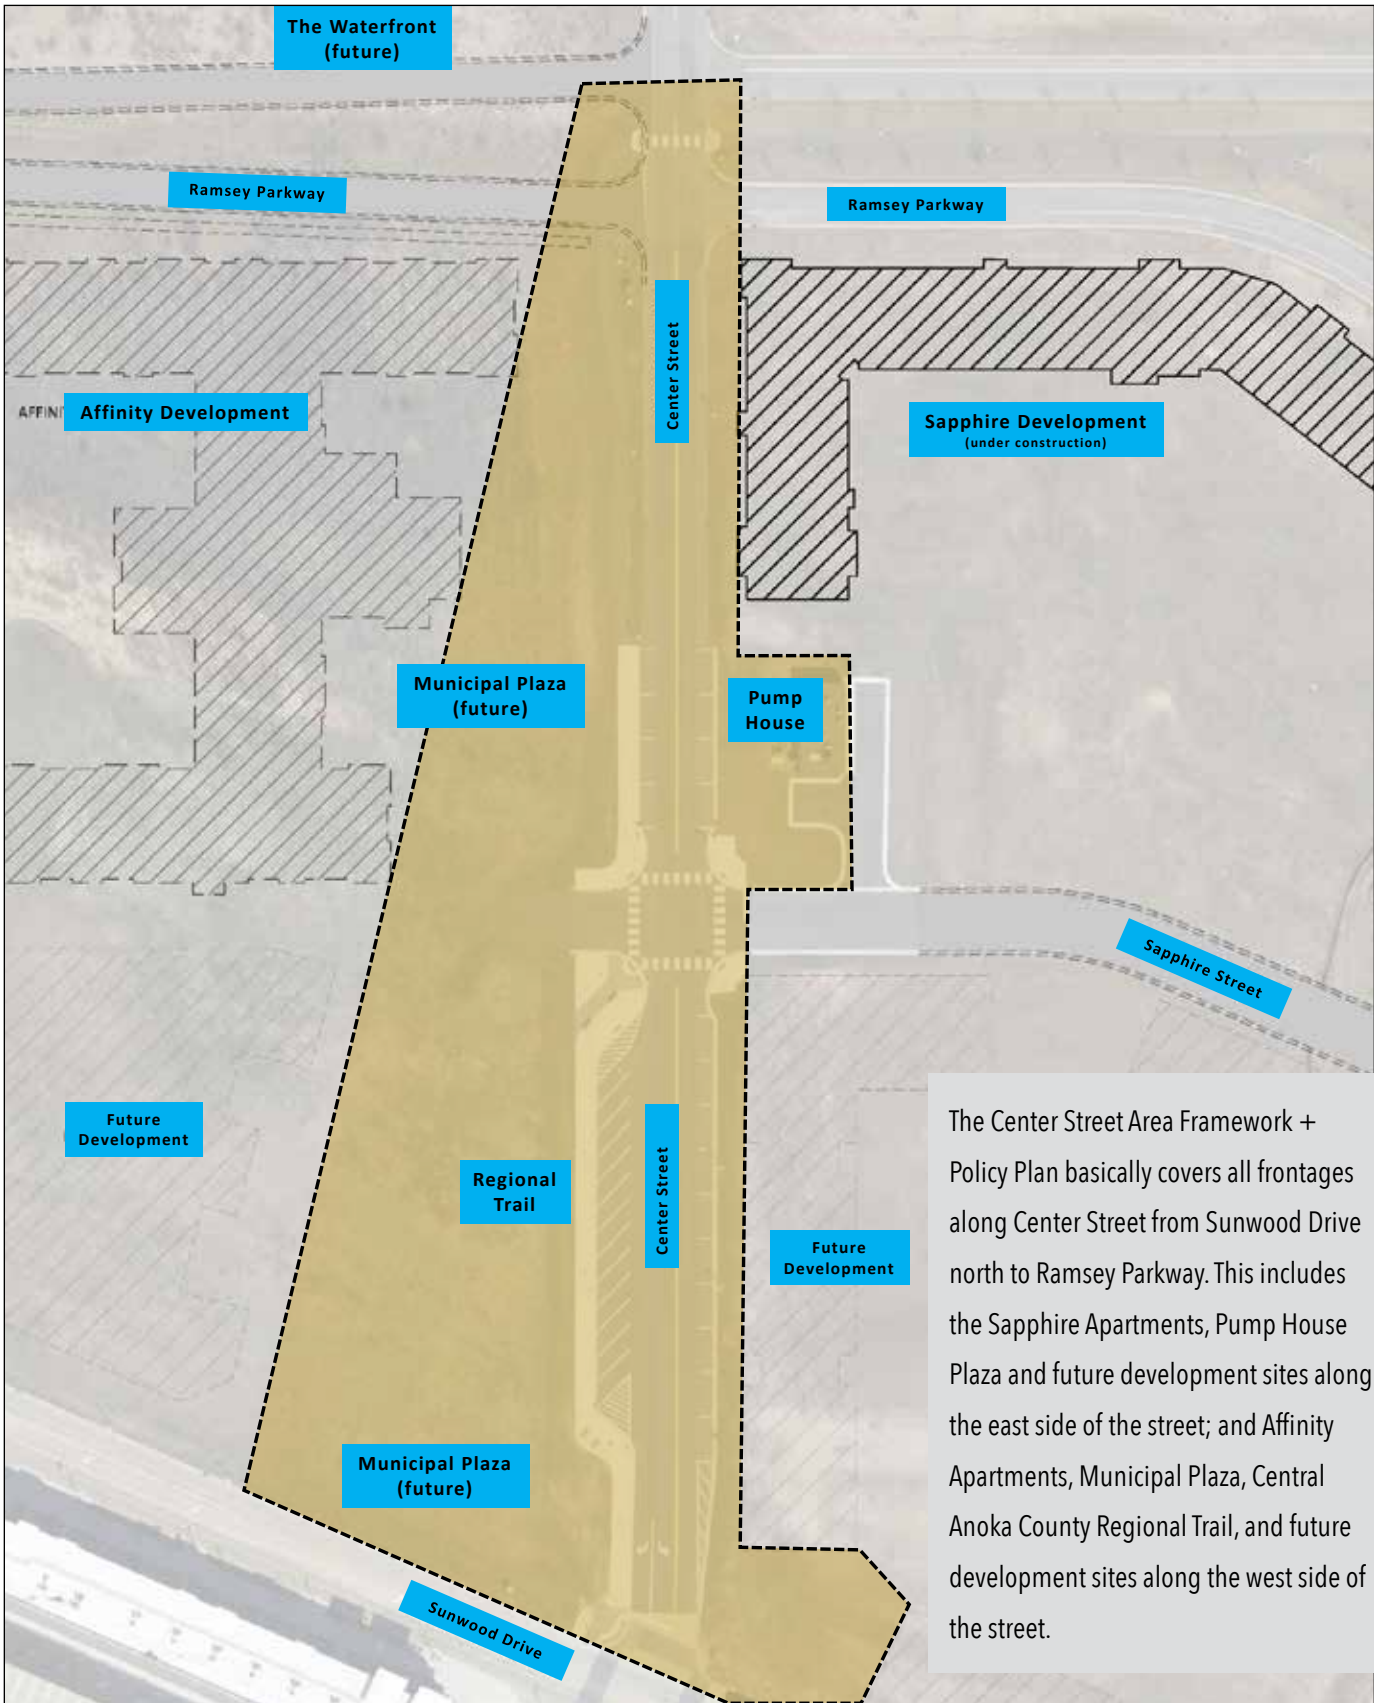 The Waterfront
(future)
Ramsey Parkway
Ramsey Parkway
Center Street
Affinity Development
Sapphire Development
(under construction)
Municipal Plaza
(future)
Pump
House
Sapphire Street
Future
Development
Regional
Trail
Center Street
Future
Development
Municipal Plaza
(future)
Sunwood Drive
The Center Street Area Framework +
Policy Plan basically covers all frontages
along Center Street from Sunwood Drive
north to Ramsey Parkway. This includes
the Sapphire Apartments, Pump House
Plaza and future development sites along
the east side of the street; and Affinity
Apartments, Municipal Plaza, Central
Anoka County Regional Trail, and future
development sites along the west side of
the street.